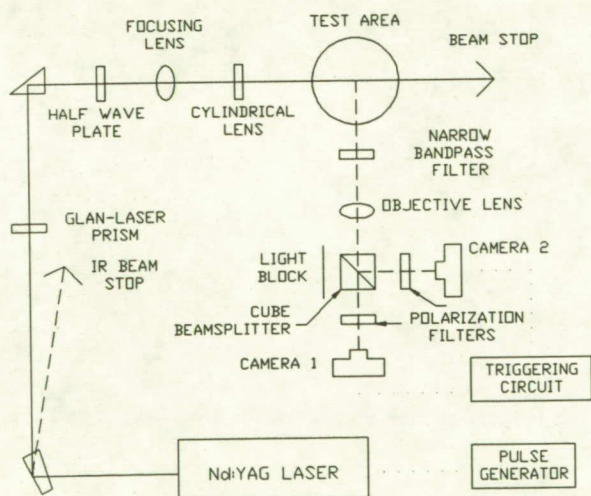 FOCUSING
LENS
TEST AREA
BEAM STOP
HALF WAVE
PLATE
CYLINDRICAL
LENS
NARROW
BANDPASS
FILTER
GLAN-LASER
PRISM
OBJECTIVE LENS
IR BEAM
STOP
LIGHT
BLOCK
CAMERA 2
CUBE
BEAMSPLITTER
POLARIZATION
FILTERS
CAMERA 1
TRIGGERING
CIRCUIT
Nd:YAG LASER
PULSE
GENERATOR